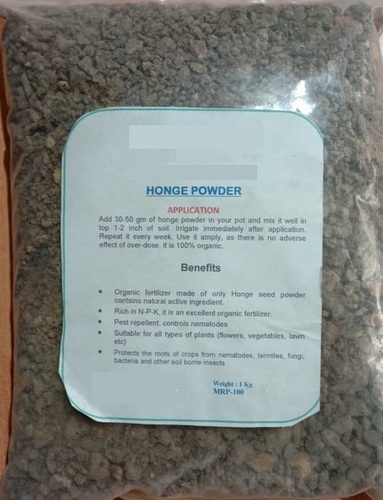 HONGE POWDER
APPLICATION
Add 30-50 gm of honge powder in your pot and mix it well in
top 1-2 inch of soil. Irrigate immediately after application.
Repeat it every week. Use it amply, as there is no adverse
effect of over-dose, it is 100% organic.
Benefits
• Organic fertilizer made of only Honge seed powder
contains natural active ingredient.
• Rich in N-P-K, it is an excellent organic fertilizer.
• Pest repellent, controls nematodes
• Suitable for all types of plants (flowers, vegetables, lawn
etc)
• Protects the roots of crops from nematodes, termites, fungi,
bacteria and other soil borne insects
Weight : 1 Kg
MRP-100